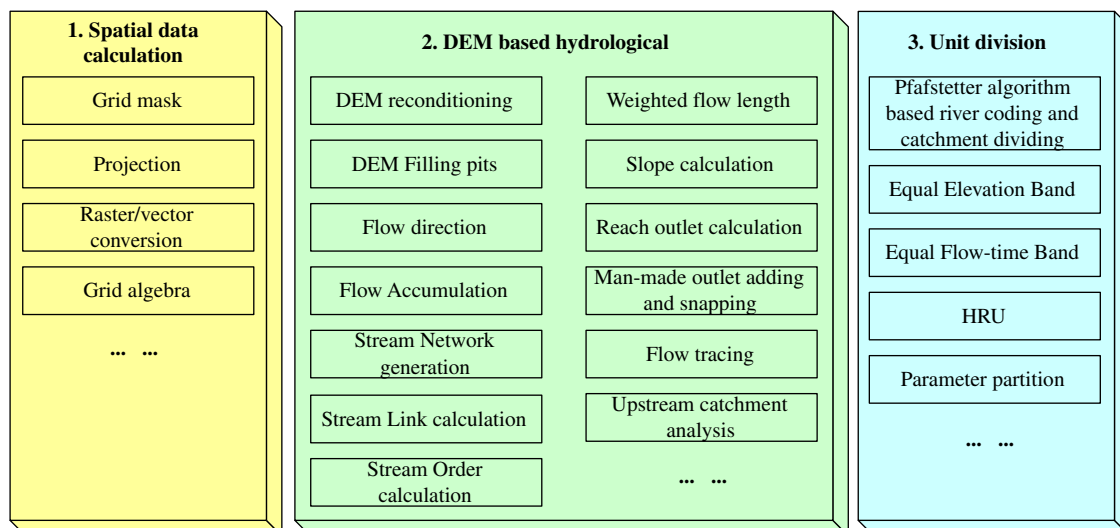 1. Spatial data
calculation
Grid mask
Projection
Raster/vector
conversion
Grid algebra
... ...
2. DEM based hydrological
DEM reconditioning
DEM Filling pits
Flow direction
Flow Accumulation
Stream Network
generation
Stream Link calculation
Stream Order
calculation
Weighted flow length
Slope calculation
Reach outlet calculation
Man-made outlet adding
and snapping
Flow tracing
Upstream catchment
analysis
... ...
3. Unit division
Pfafstetter algorithm
based river coding and
catchment dividing
Equal Elevation Band
Equal Flow-time Band
HRU
Parameter partition
... ...